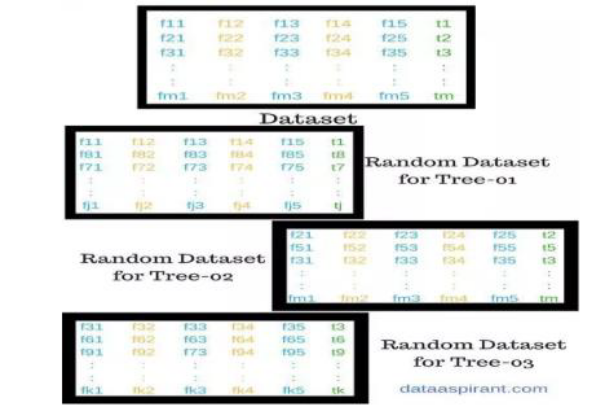 f11 f12 f13 f14 f15 t1
f21 f22 f23 f24 f25 t2
f31 f32 f33 f34 f35 t3
: : : : : :
: : : : : :
fm1 fm2 fm3 fm4 fm5 tm
Dataset
f11 f12 f13 f14 f15 t1
f81 f82 f83 f84 f85 t8
f71 f72 f73 f74 f75 t7
: : : : : :
: : : : : :
fj1 fj2 fj3 fj4 fj5 tj
Random Dataset
for Tree-01
f21 f22 f23 f24 f25 t2
f51 f52 f53 f54 f55 t5
f31 f32 f33 f34 f35 t3
: : : : : :
: : : : : :
fm1 fm2 fm3 fm4 fm5 tm
Random Dataset
for Tree-02
f31 f32 f33 f34 f35 t3
f61 f62 f63 f64 f65 t6
f91 f92 f73 f94 f95 t9
: : : : : :
: : : : : :
fk1 fk2 fk3 fk4 fk5 tk
Random Dataset
for Tree-03
dataaspirant.com